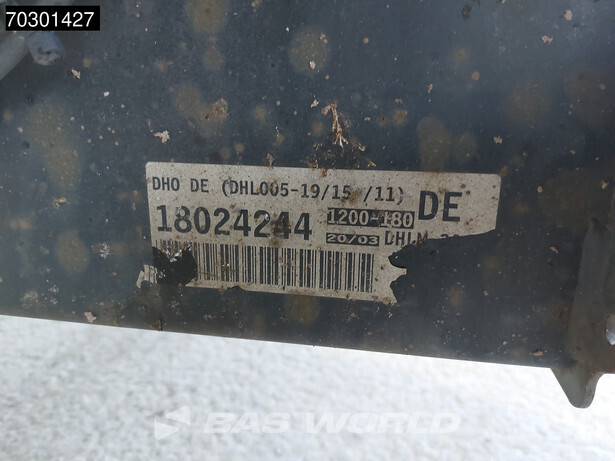 70301427
DHO DE (DHL005-19/15 /11)
18024244 1200-180 DE
20/03 DHLM
BAS WORLD